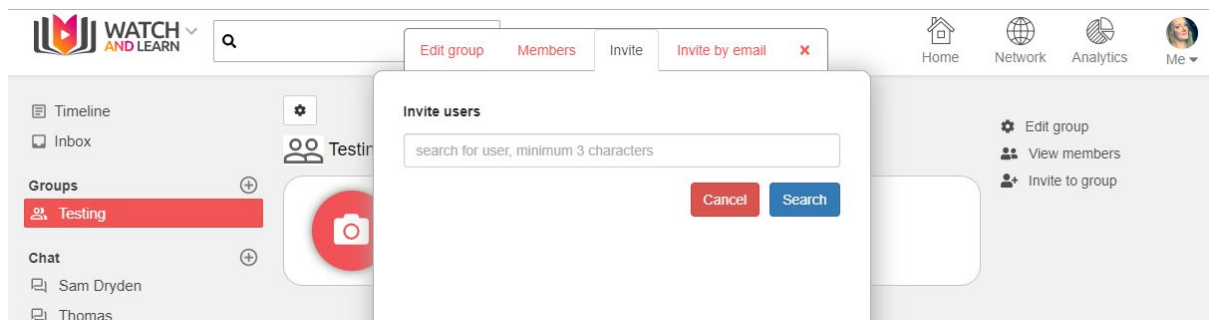 WATCH
AND LEARN
Edit group Members Invite Invite by email x
Home Network Analytics Me
Timeline
Inbox
Groups
Testing
Chat
Sam Dryden
Thomas
Invite users
search for user, minimum 3 characters
Cancel Search
Edit group
View members
Invite to group